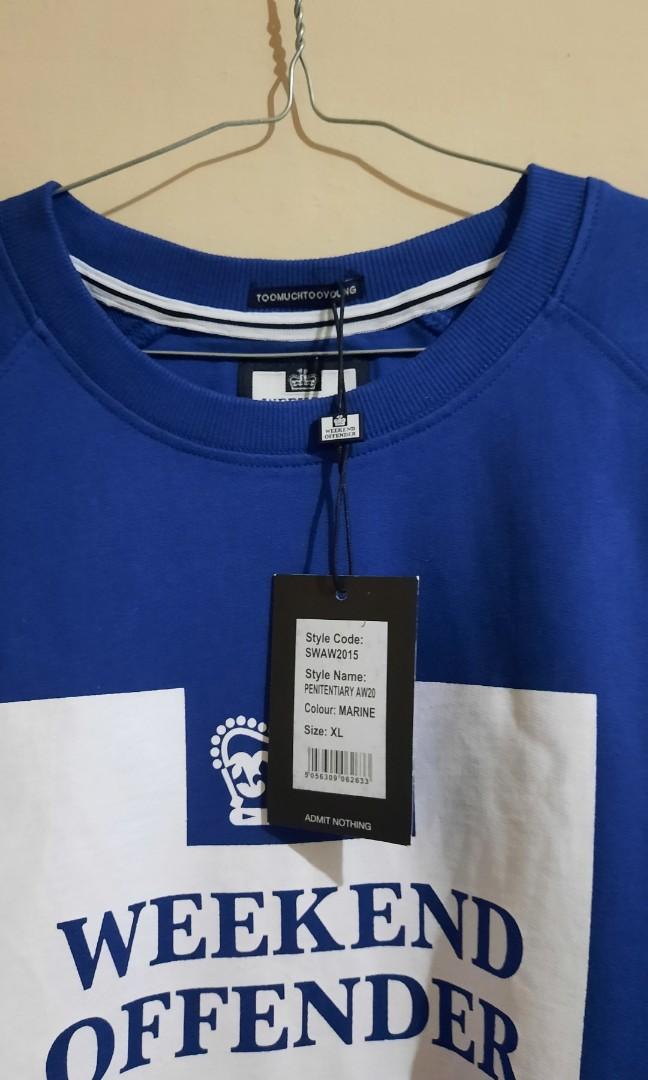 TOOMUCHTOOYOUNG
WEEKEND
OFFENDER
Style Code:
SWAW2015
Style Name:
PENITENTIARY AW20
Colour: MARINE
Size: XL
5056309062633
ADMIT NOTHING
WEEKEND
OFFENDER